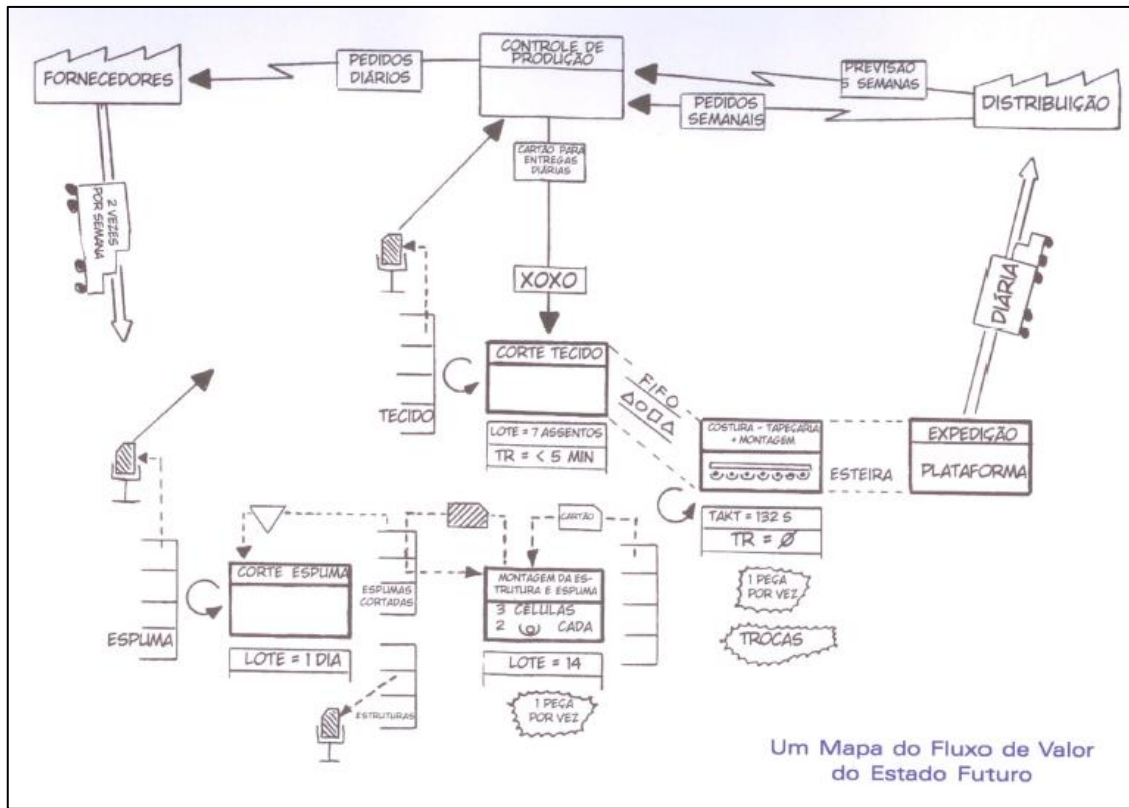 FORNECEDORES
PEDIDOS
DIÁRIOS
CONTROLE DE
PRODUÇÃO
PREVISÃO
5 SEMANAS
PEDIDOS
SEMANAIS
DISTRIBUIÇÃO
CARTÃO PARA
ENTREGAS
DIÁRIAS
2 VEZES
POR SEMANA
XOXO
DIÁRIA
CORTE TECIDO
TECIDO
LOTE = 7 ASSENTOS
TR = < 5 MIN
FIFO
COSTURA - TAPEÇARIA
+ MONTAGEM
ESTEIRA
EXPEDIÇÃO
PLATAFORMA
TAKT = 132 S
TR = Ø
1 PEÇA
POR VEZ
TROCAS
ESPUMA
CORTE ESPUMA
LOTE = 1 DIA
ESPUMAS
CORTADAS
CARTÃO
MONTAGEM DA ES-
TRUTURA E ESPUMA
3 CÉLULAS
2 CADA
LOTE = 14
1 PEÇA
POR VEZ
ESTRUTURAS
Um Mapa do Fluxo de Valor
do Estado Futuro